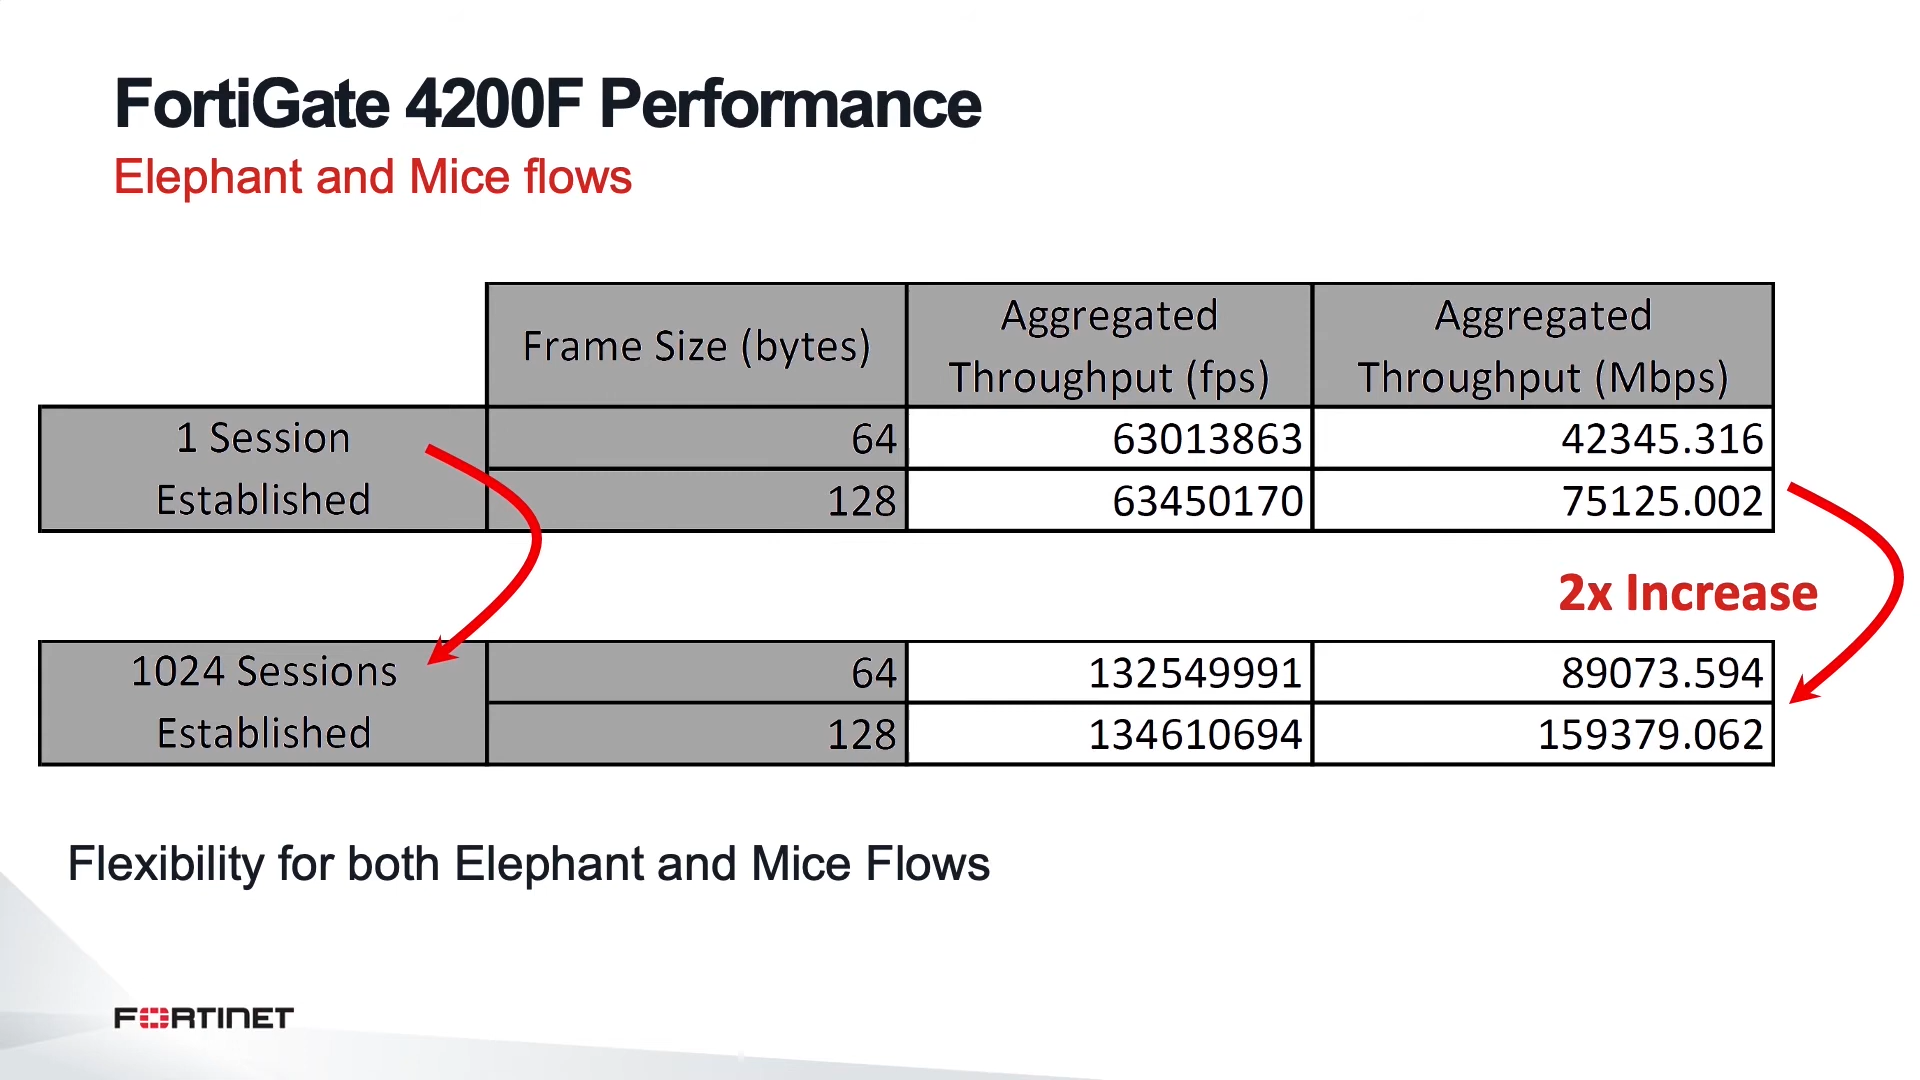 FortiGate 4200F Performance
Elephant and Mice flows
Frame Size (bytes)
Aggregated
Throughput (fps)
Aggregated
Throughput (Mbps)
1 Session
Established
64
63013863
42345.316
128
63450170
75125.002
2x Increase
1024 Sessions
Established
64
132549991
89073.594
128
134610694
159379.062
Flexibility for both Elephant and Mice Flows
FORTINET